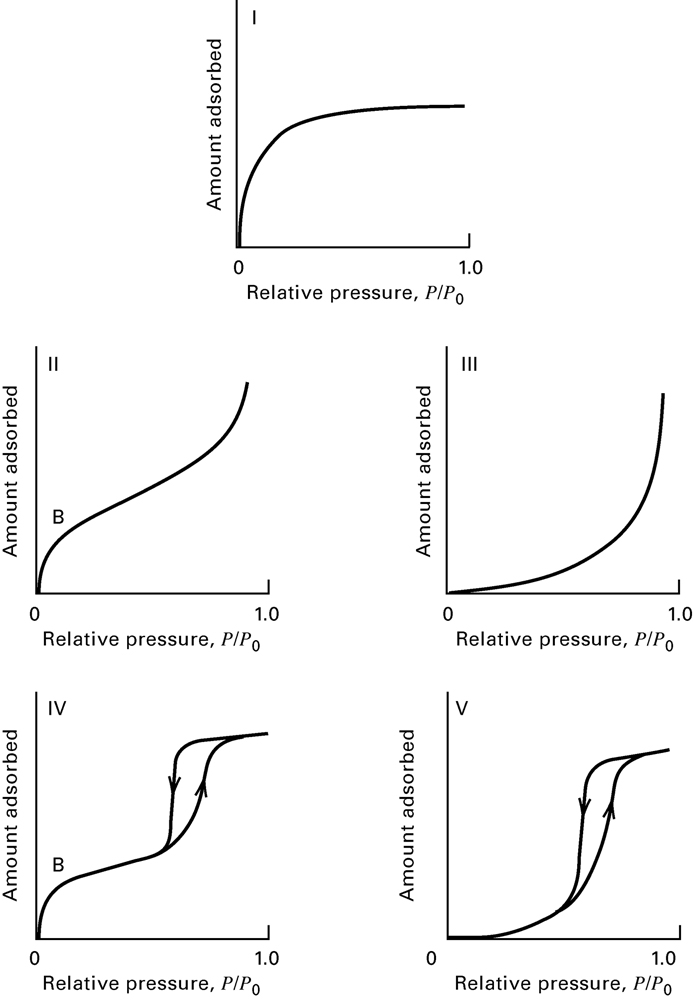 I
Amount adsorbed
0
1.0
Relative pressure, P/P0
II
III
Amount adsorbed
B
Amount adsorbed
0
1.0
0
1.0
Relative pressure, P/P0
Relative pressure, P/P0
IV
V
Amount adsorbed
B
Amount adsorbed
0
1.0
0
1.0
Relative pressure, P/P0
Relative pressure, P/P0